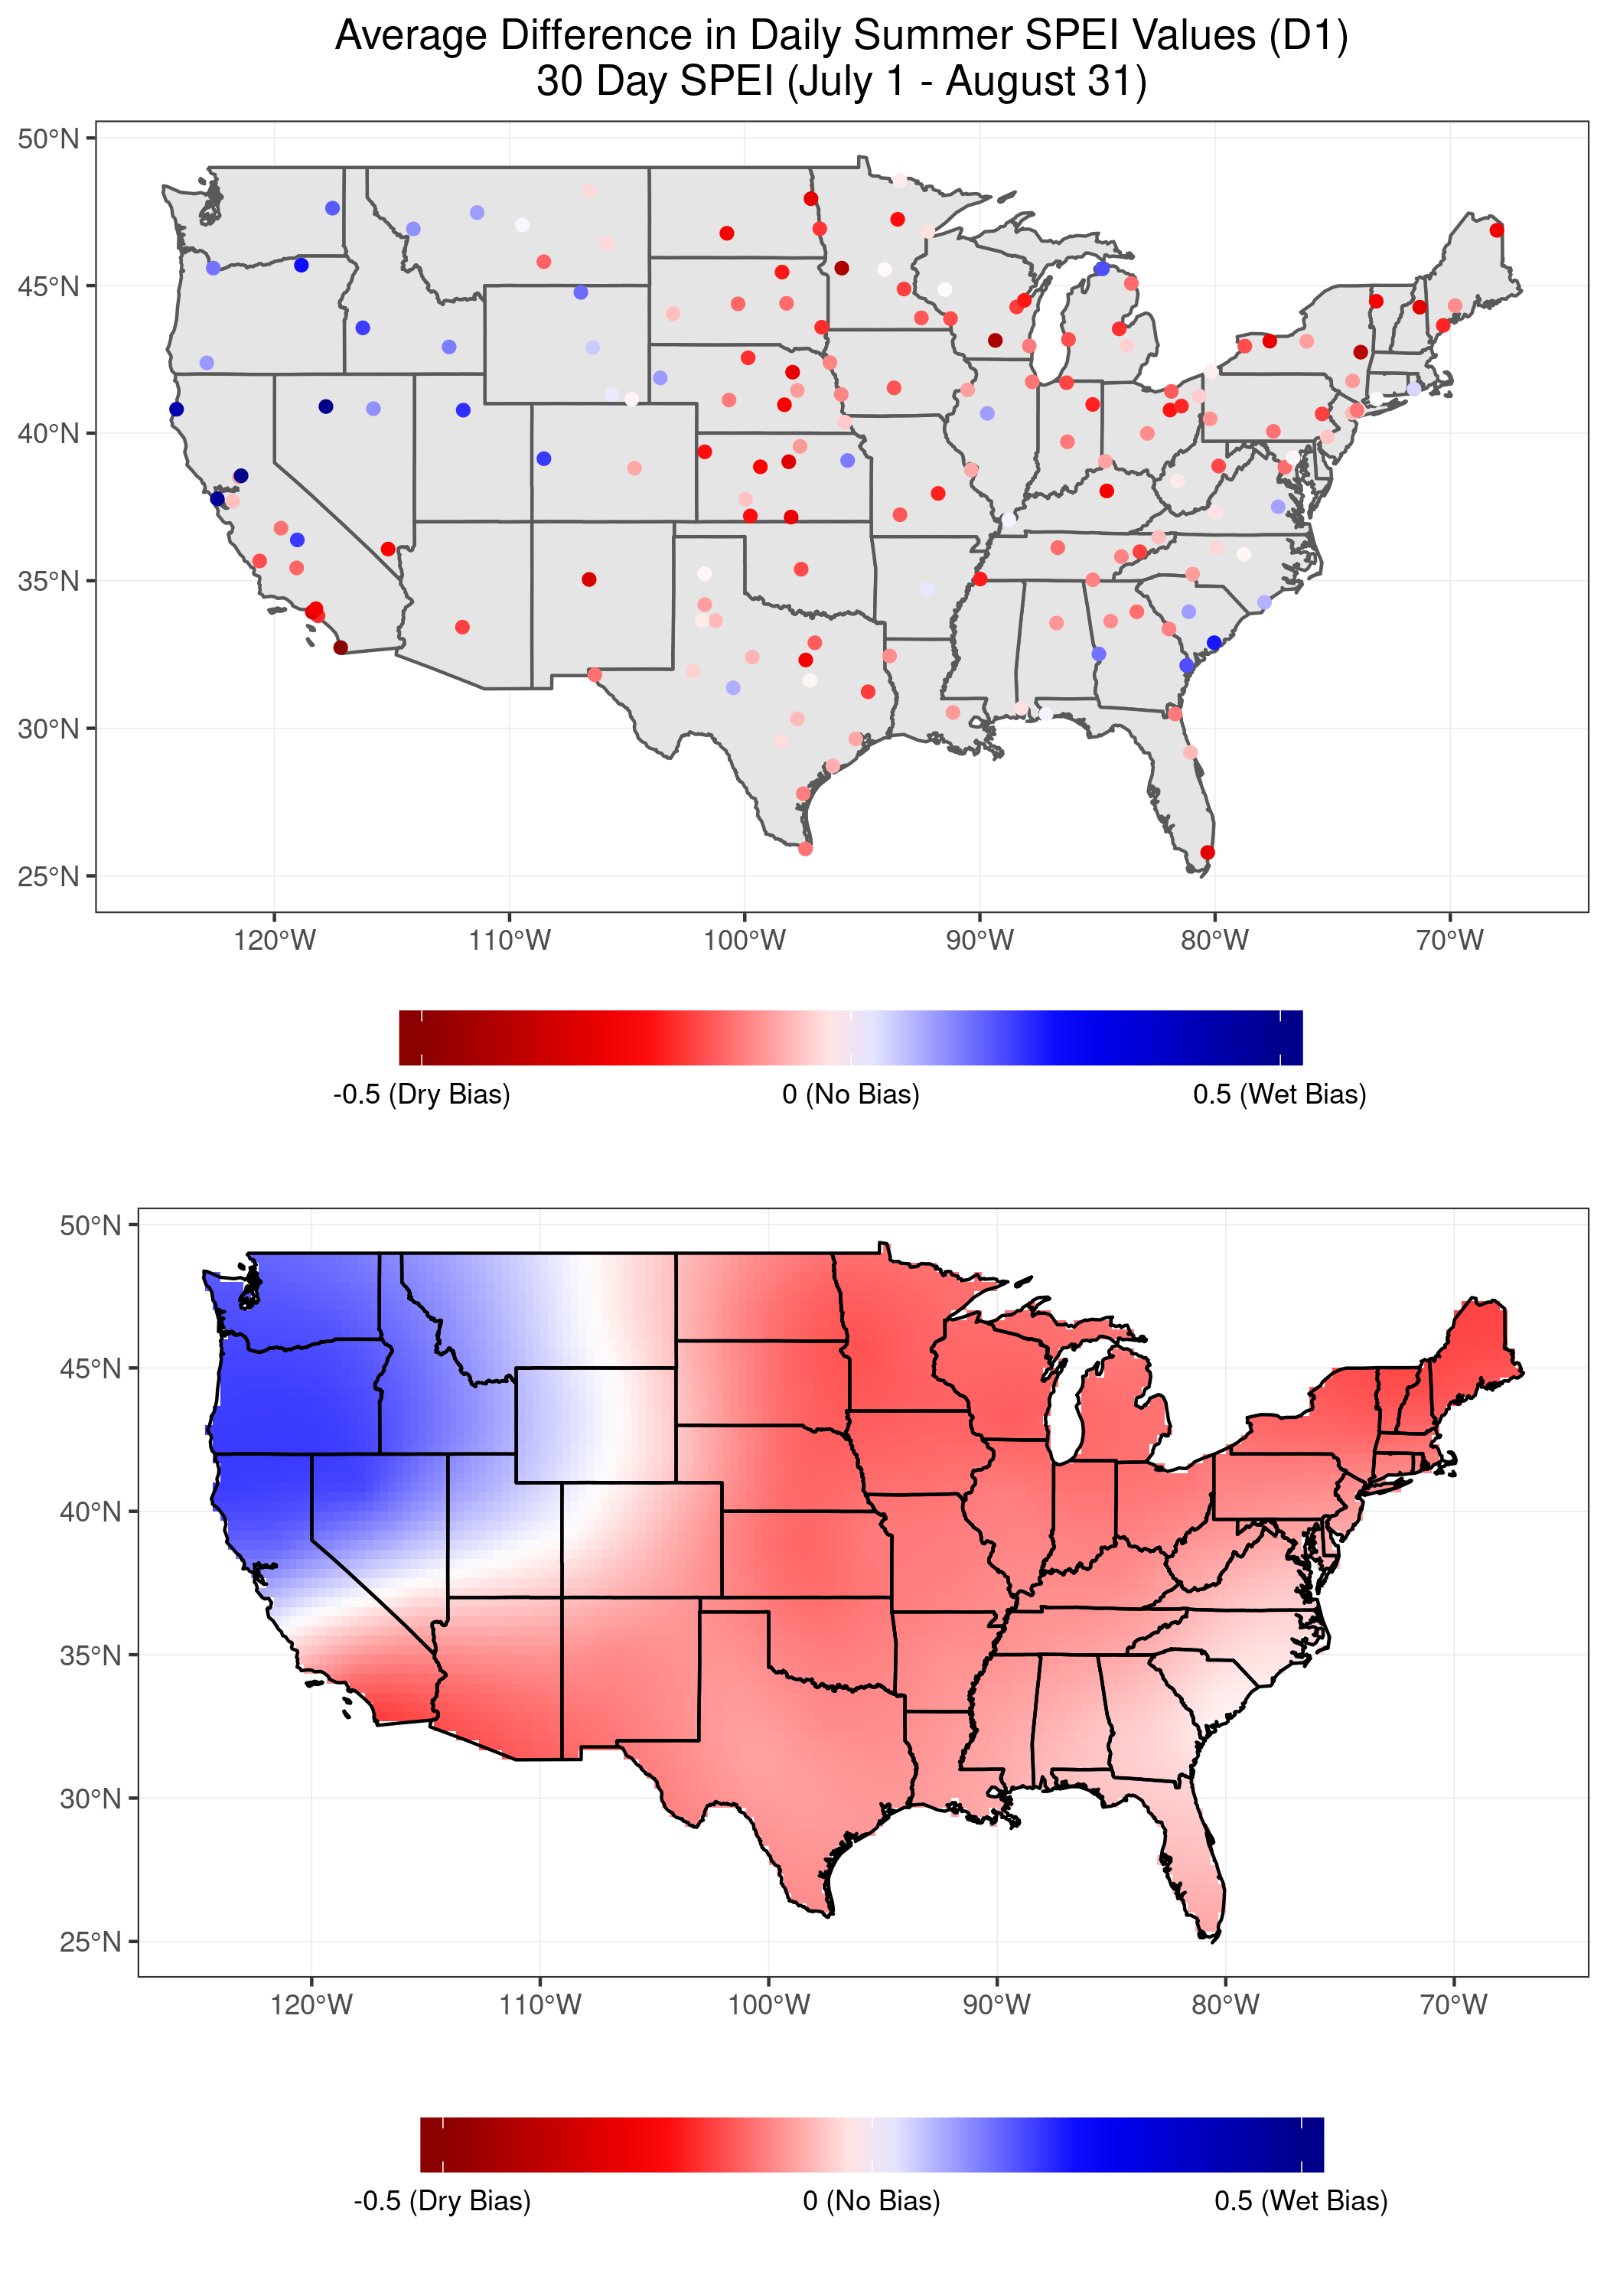 Average Difference in Daily Summer SPEI Values (D1)
30 Day SPEI (July 1 - August 31)
50°N
45°N
40°N
35°N
30°N
25°N
120°W 110°W 100°W 90°W 80°W 70°W
-0.5 (Dry Bias) 0 (No Bias) 0.5 (Wet Bias)
50°N
45°N
40°N
35°N
30°N
25°N
120°W 110°W 100°W 90°W 80°W 70°W
-0.5 (Dry Bias) 0 (No Bias) 0.5 (Wet Bias)